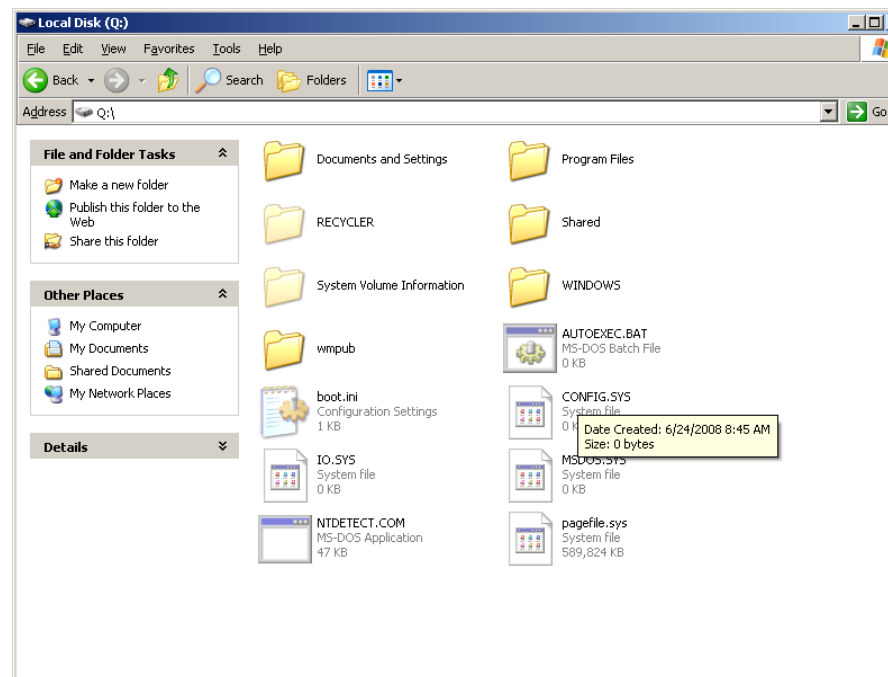 Local Disk (Q:)
File Edit View Favorites Tools Help
Back Search Folders
Address Q:\ Go
File and Folder Tasks
Make a new folder
Publish this folder to the
Web
Share this folder
Other Places
My Computer
My Documents
Shared Documents
My Network Places
Details
Documents and Settings
Program Files
RECYCLER
Shared
System Volume Information
WINDOWS
wmpub
AUTOEXEC.BAT
MS-DOS Batch File
0 KB
boot.ini
Configuration Settings
1 KB
CONFIG.SYS
System file
Date Created: 6/24/2008 8:45 AM
Size: 0 bytes
IO.SYS
System file
0 KB
MSDOS.SYS
System file
0 KB
NTDETECT.COM
MS-DOS Application
47 KB
pagefile.sys
System file
589,824 KB